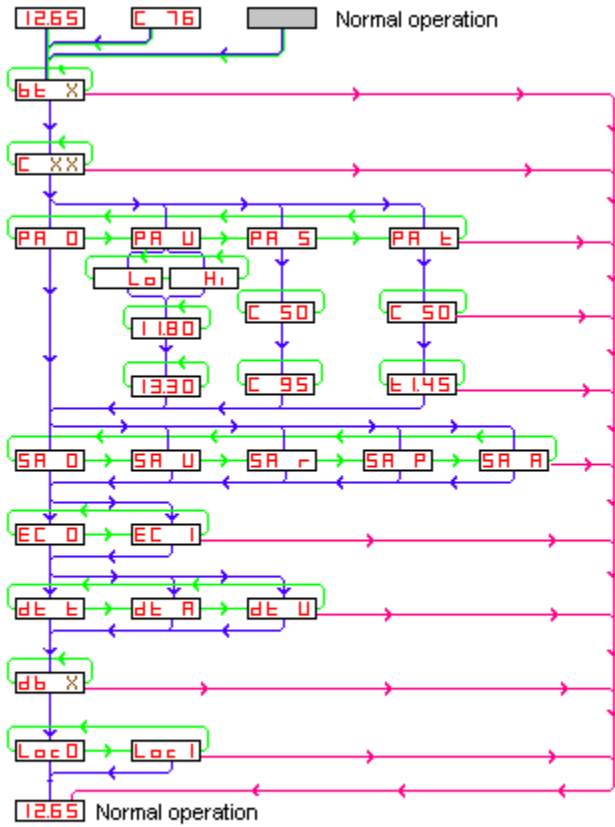 12.65 C 76 Normal operation
bt X
C XX
PA 0 PA U PA S PA t
Lo Hi
11.80 C 50 C 50
13.30 C 95 t1.45
SA 0 SA U SA r SA P SA A
EC 0 EC 1
dt t dt A dt U
db X
Loc0 Loc1
12.65 Normal operation